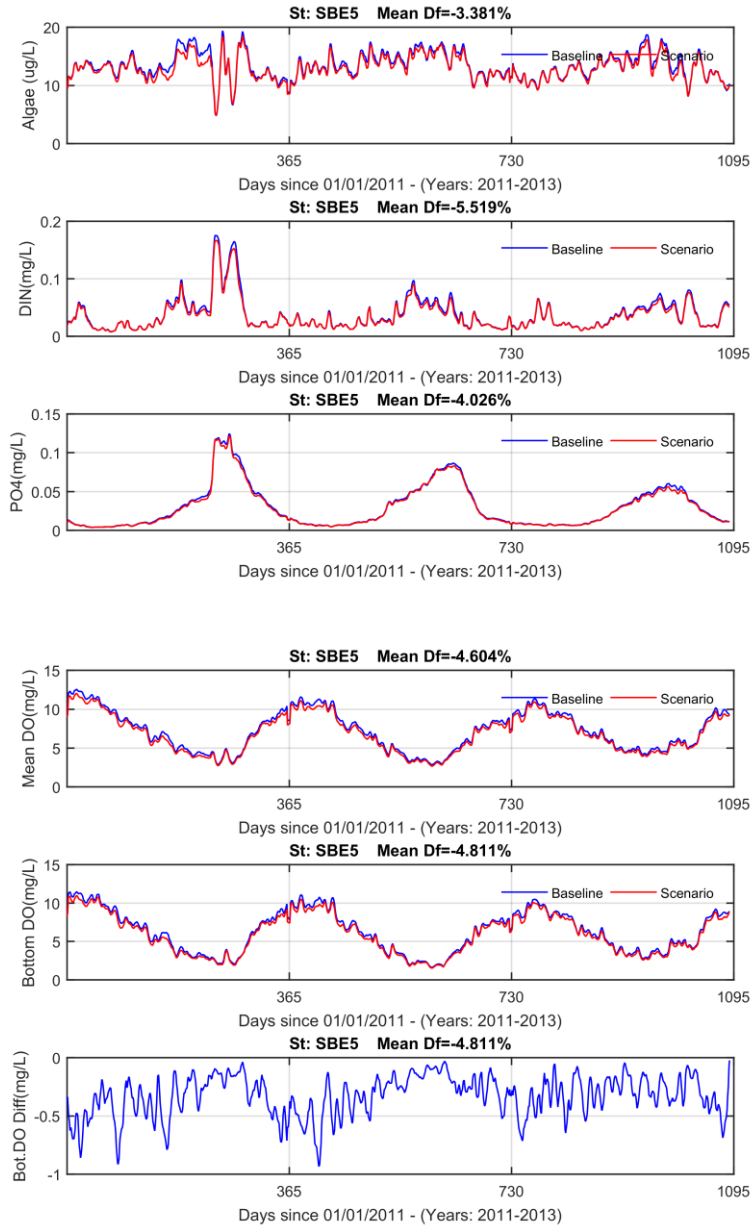 St: SBE5 Mean Df=-3.381%
Algae (ug/L)
20
10
0
Baseline
Scenario
365
730
1095
Days since 01/01/2011 - (Years: 2011-2013)
St: SBE5 Mean Df=-5.519%
DIN(mg/L)
0.2
0.1
0
Baseline
Scenario
365
730
1095
Days since 01/01/2011 - (Years: 2011-2013)
St: SBE5 Mean Df=-4.026%
PO4(mg/L)
0.15
0.1
0.05
0
Baseline
Scenario
365
730
1095
Days since 01/01/2011 - (Years: 2011-2013)
St: SBE5 Mean Df=-4.604%
Mean DO(mg/L)
15
10
5
0
Baseline
Scenario
365
730
1095
Days since 01/01/2011 - (Years: 2011-2013)
St: SBE5 Mean Df=-4.811%
Bottom DO(mg/L)
15
10
5
0
Baseline
Scenario
365
730
1095
Days since 01/01/2011 - (Years: 2011-2013)
St: SBE5 Mean Df=-4.811%
Bot.DO Diff(mg/L)
0
-0.5
-1
365
730
1095
Days since 01/01/2011 - (Years: 2011-2013)